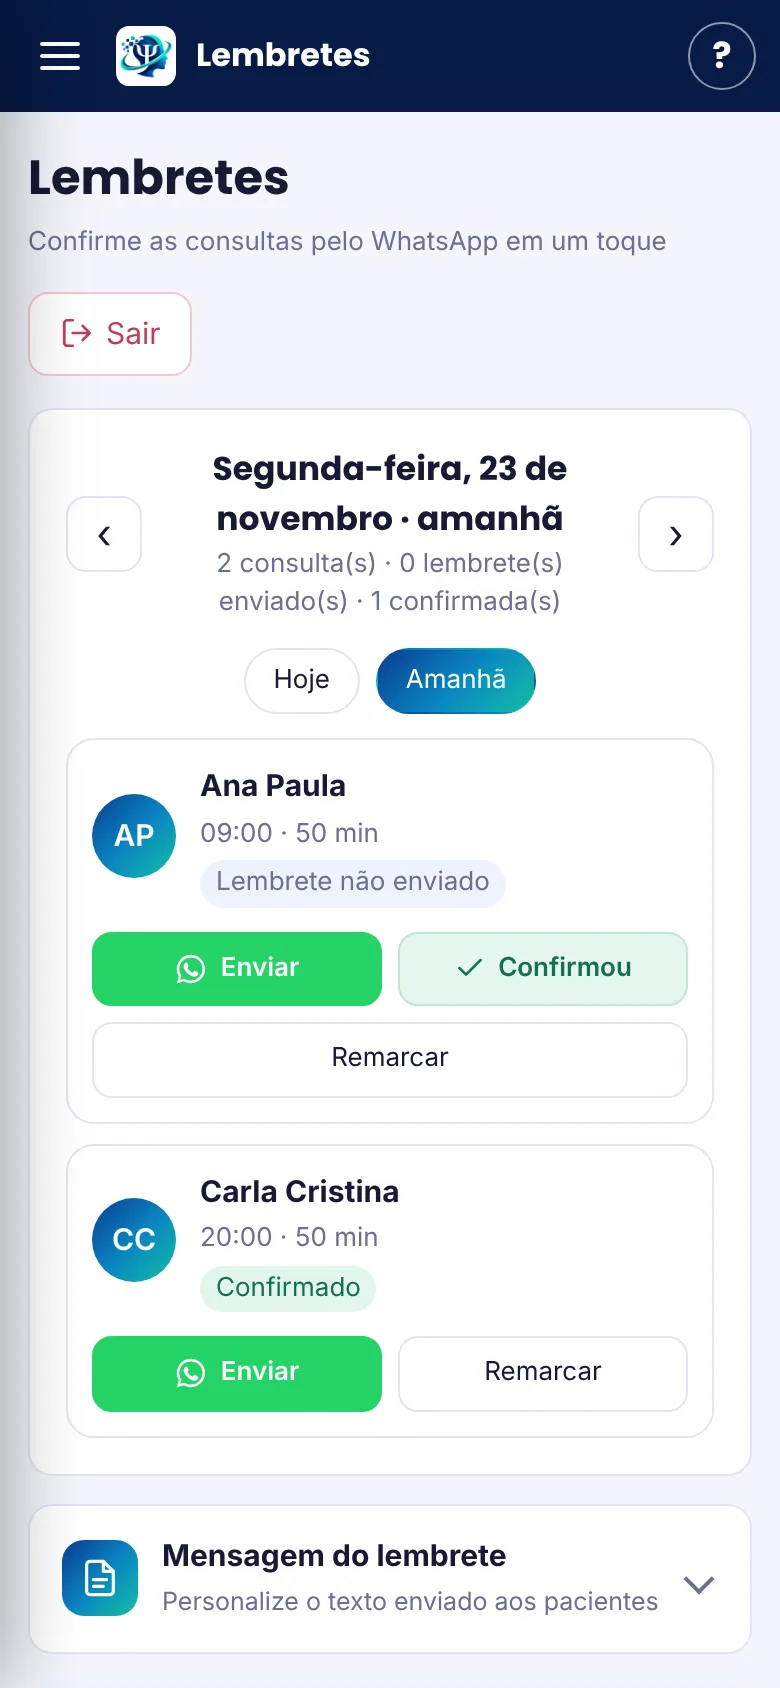 Lembretes
?
Lembretes
Confirme as consultas pelo WhatsApp em um toque
Sair
‹
Segunda-feira, 23 de
novembro · amanhã
›
2 consulta(s) · 0 lembrete(s)
enviado(s) · 1 confirmada(s)
Hoje
Amanhã
AP
Ana Paula
09:00 · 50 min
Lembrete não enviado
Enviar
Confirmou
Remarcar
CC
Carla Cristina
20:00 · 50 min
Confirmado
Enviar
Remarcar
Mensagem do lembrete
Personalize o texto enviado aos pacientes